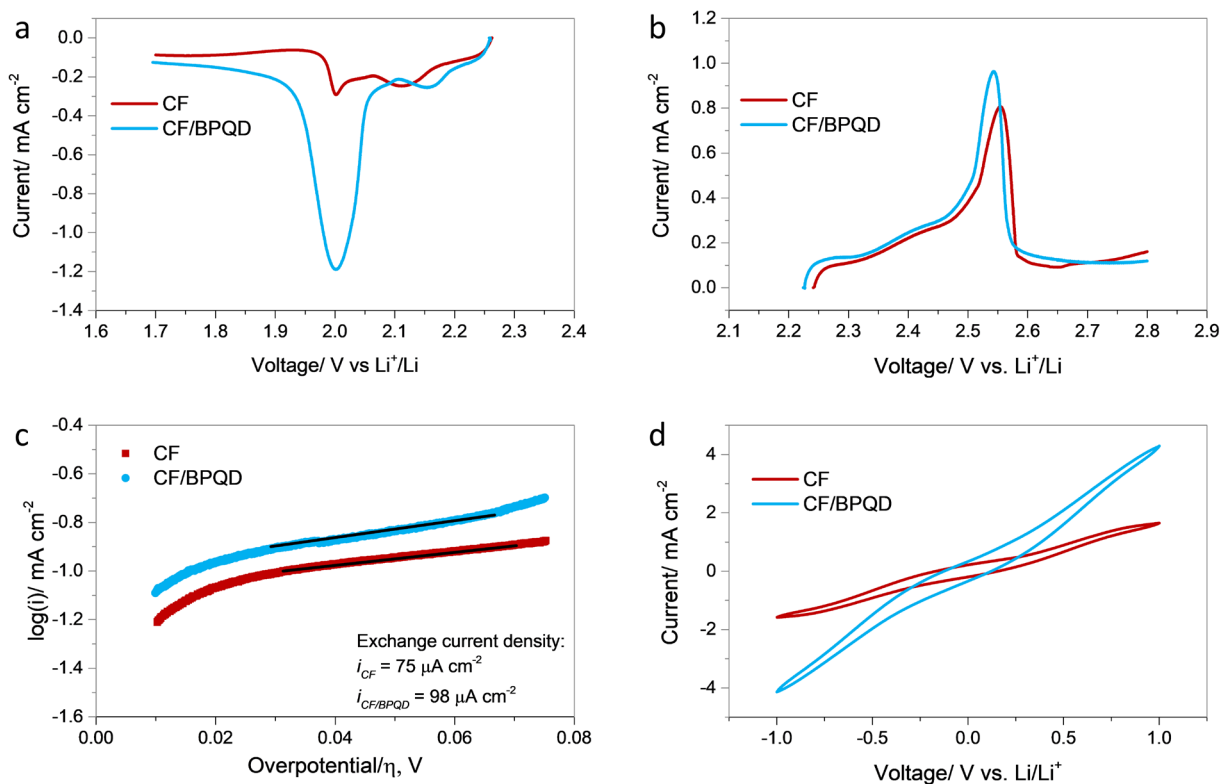 a
0.0
-0.2
-0.4
-0.6
-0.8
-1.0
-1.2
-1.4
Current/ mA cm-2
CF
CF/BPQD
1.6 1.7 1.8 1.9 2.0 2.1 2.2 2.3 2.4
Voltage/ V vs Li+/Li
b
1.2
1.0
0.8
0.6
0.4
0.2
0.0
Current/ mA cm-2
CF
CF/BPQD
2.1 2.2 2.3 2.4 2.5 2.6 2.7 2.8 2.9
Voltage/ V vs. Li+/Li
c
-0.4
-0.6
-0.8
-1.0
-1.2
-1.4
-1.6
log(i)/ mA cm-2
CF
CF/BPQD
Exchange current density:
iCF = 75 μA cm-2
iCF/BPQD = 98 μA cm-2
0.00 0.02 0.04 0.06 0.08
Overpotential/η, V
d
4
2
0
-2
-4
Current/ mA cm-2
CF
CF/BPQD
-1.0 -0.5 0.0 0.5 1.0
Voltage/ V vs. Li/Li+